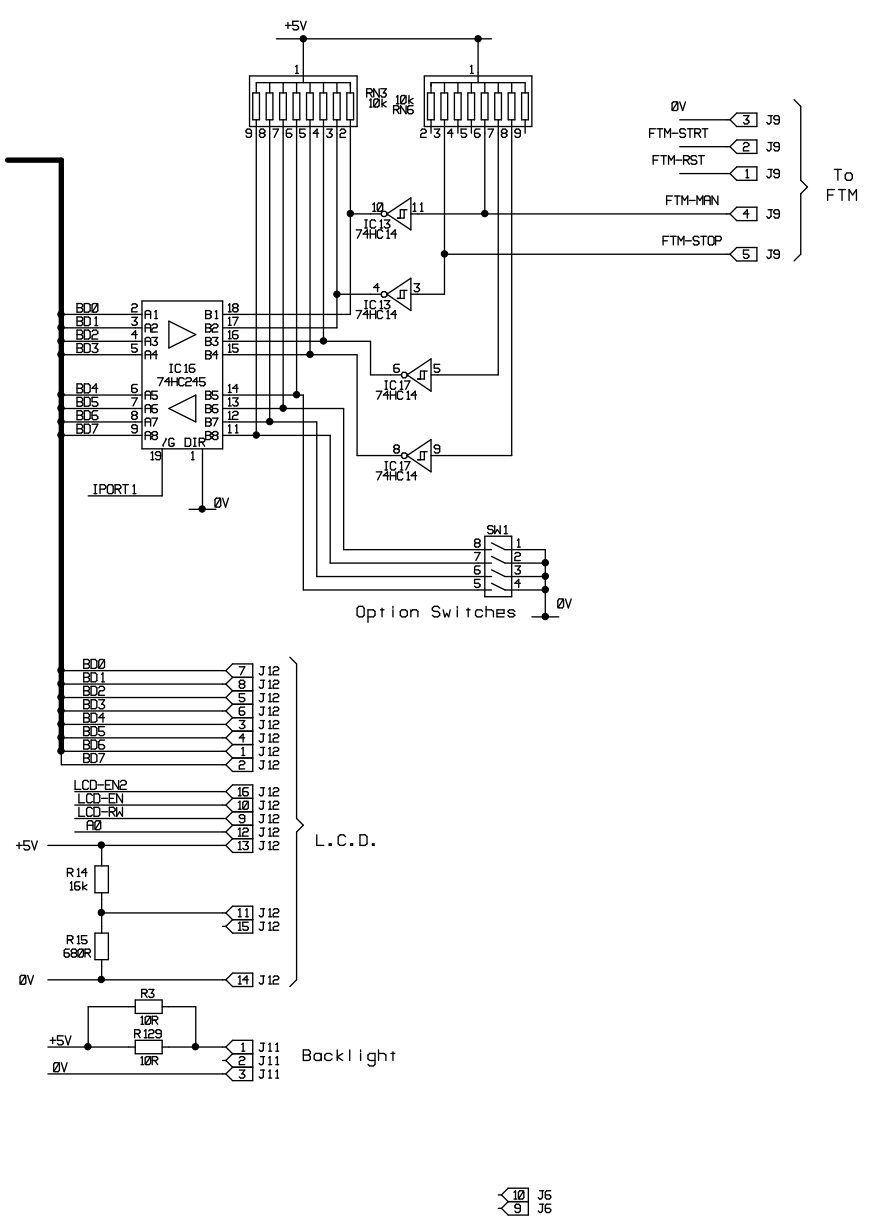 +5V
1
1
RN3
10k
10k
RN6
9 8 7 6 5 4 3 2
2 3 4 5 6 7 8 9
0V
3 J9
FTM-STRT
2 J9
FTM-RST
1 J9
FTM-MAN
4 J9
FTM-STOP
5 J9
To
FTM
10 11
IC13
74HC14
4 3
IC13
74HC14
BD0 2 A1 B1 18
BD1 3 A2 B2 17
BD2 4 A3 B3 16
BD3 5 A4 B4 15
IC16
74HC245
BD4 6 A5 B5 14
BD5 7 A6 B6 13
BD6 8 A7 B7 12
BD7 9 A8 B8 11
/G DIR
19 1
IPORT1
0V
6 5
IC17
74HC14
8 9
IC17
74HC14
SW1
8 1
7 2
6 3
5 4
0V
Option Switches
BD0 7 J12
BD1 8 J12
BD2 5 J12
BD3 6 J12
BD4 3 J12
BD5 4 J12
BD6 1 J12
BD7 2 J12
LCD-EN2 16 J12
LCD-EN 10 J12
LCD-RW 9 J12
A0 12 J12
+5V 13 J12
L.C.D.
R14
16k
11 J12
15 J12
R15
680R
0V 14 J12
R3
10R
R129
+5V 1 J11
10R
2 J11
0V 3 J11
Backlight
10 J6
9 J6